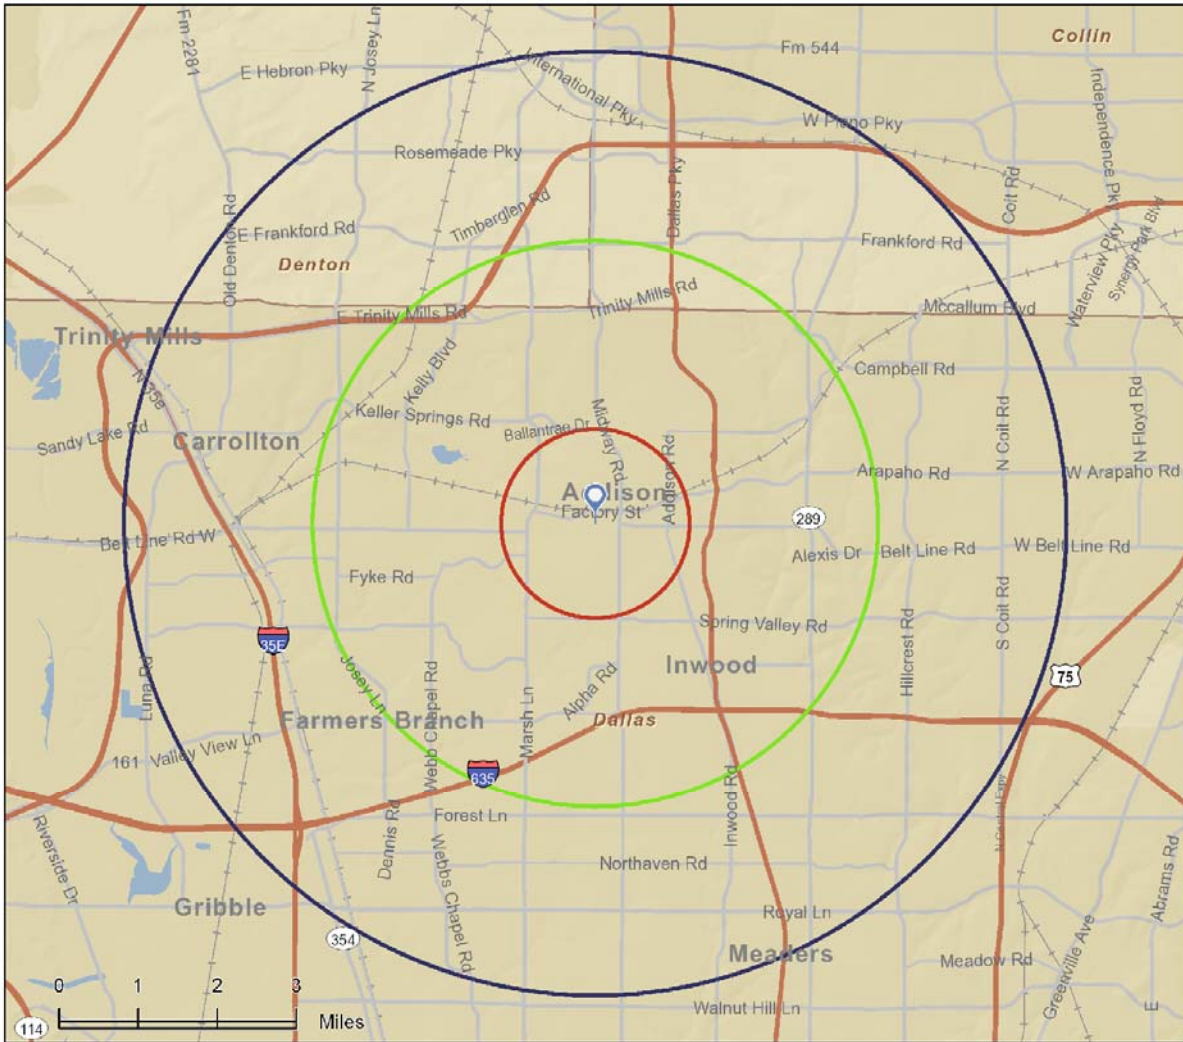 Collin
Fm 544
Fm 2281
N Josey Ln
E Hebron Pky
International Pky
Independence Pky
W Plano Pky
Rosemeade Pky
Dallas Pky
Coit Rd
Timberglen Rd
Old Denton Rd
E Frankford Rd
Frankford Rd
Waterview Pky
Synergy Park Blvd
Denton
Trinity Mills Rd
E Trinity Mills Rd
Mccallum Blvd
Trinity Mills
N 35e
Kelly Blvd
Campbell Rd
Keller Springs Rd
Ballantrae Dr
Midway Rd
N Coit Rd
N Floyd Rd
Sandy Lake Rd
Carrollton
Addison Rd
Arapaho Rd
W Arapaho Rd
Addison
Factory St
289
Belt Line Rd W
Alexis Dr
Belt Line Rd
W Belt Line Rd
Fyke Rd
S Coit Rd
Spring Valley Rd
Hillcrest Rd
35E
Inwood
75
Luna Rd
Josey Ln
Webb Chapel Rd
Marsh Ln
Alpha Rd
Farmers Branch
Dallas
161
Valley View Ln
635
Inwood Rd
N Central Expy
Forest Ln
Dennis Rd
Riverside Dr
Webbs Chapel Rd
Northaven Rd
Abrams Rd
Gribble
Royal Ln
354
Meaders
Meadow Rd
Greenville Ave
0 1 2 3
Miles
Walnut Hill Ln
E
114